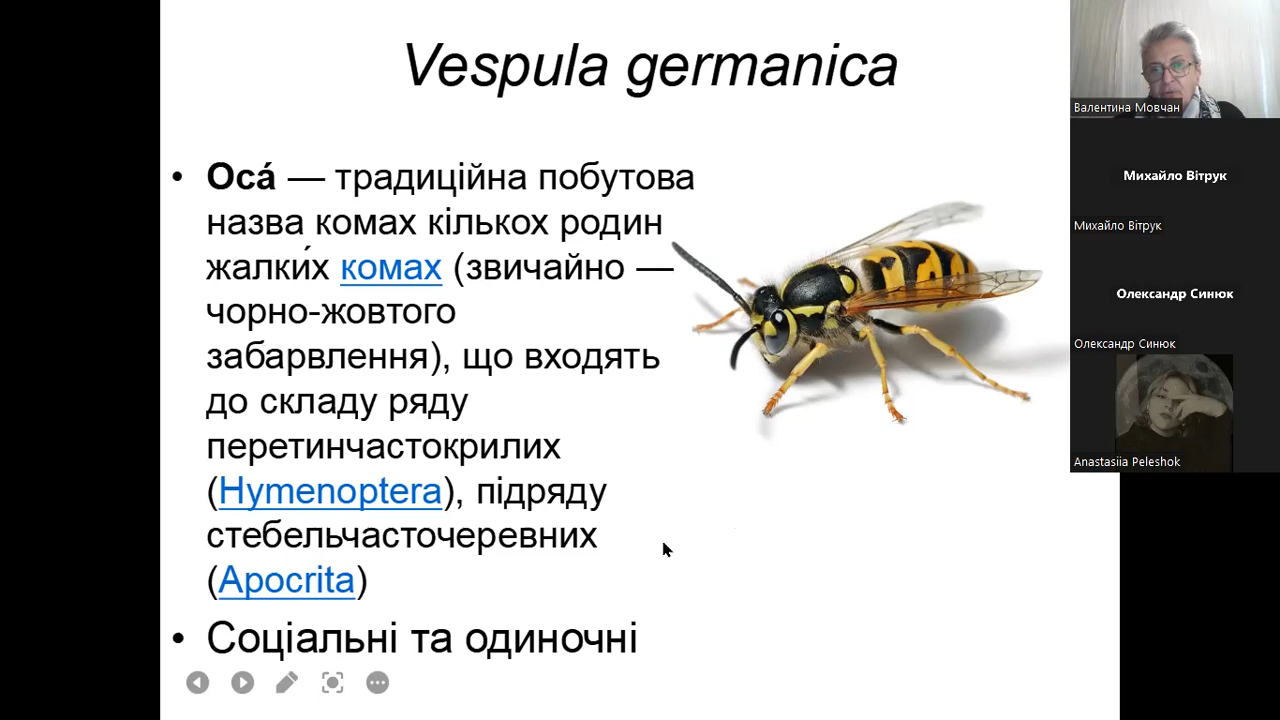 Vespula germanica
• Оса́ — традиційна побутова
назва комах кількох родин
жалки́х комах (звичайно —
чорно-жовтого
забарвлення), що входять
до складу ряду
перетинчастокрилих
(Hymenoptera), підряду
стебельчасточеревних
(Apocrita)
• Соціальні та одиночні
Валентина Мовчан
Михайло Вітрук
Михайло Вітрук
Олександр Синюк
Олександр Синюк
Anastasiia Peleshok